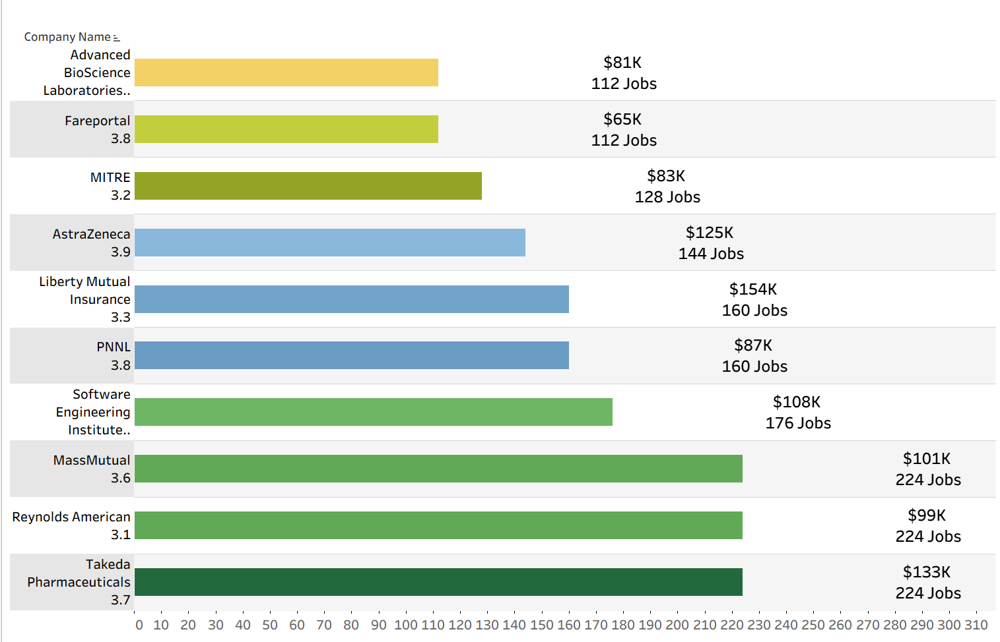 Company Name
Advanced
BioScience
Laboratories..
$81K
112 Jobs
Fareportal
3.8
$65K
112 Jobs
MITRE
3.2
$83K
128 Jobs
AstraZeneca
3.9
$125K
144 Jobs
Liberty Mutual
Insurance
3.3
$154K
160 Jobs
PNNL
3.8
$87K
160 Jobs
Software
Engineering
Institute..
$108K
176 Jobs
MassMutual
3.6
$101K
224 Jobs
Reynolds American
3.1
$99K
224 Jobs
Takeda
Pharmaceuticals
3.7
$133K
224 Jobs
0 10 20 30 40 50 60 70 80 90 100 110 120 130 140 150 160 170 180 190 200 210 220 230 240 250 260 270 280 290 300 310